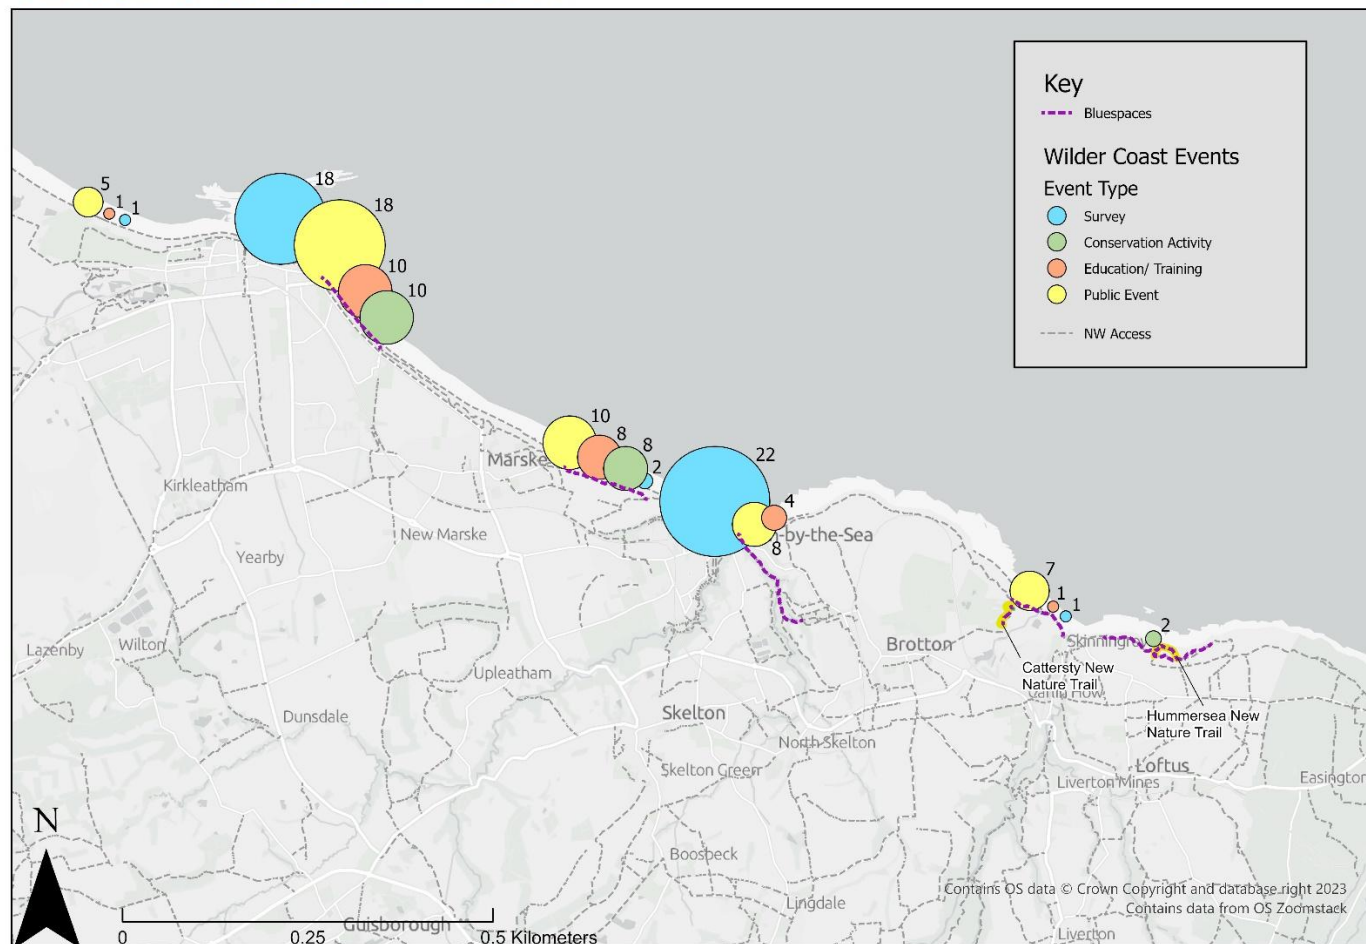 Key
Bluespaces
Wilder Coast Events
Event Type
Survey
Conservation Activity
Education/ Training
Public Event
NW Access
5
1
1
18
18
10
10
10
8
8
2
22
4
8
7
1
1
2
Marske
-by-the-Sea
Kirkleatham
New Marske
Yearby
Lazenby
Wilton
Upleatham
Brotton
Skinningrov
Cattersty New
Nature Trail
Carlin How
Hummersea New
Nature Trail
Dunsdale
Skelton
North Skelton
Skelton Green
Loftus
Liverton Mines
Easington
Boosbeck
Lingdale
Guisborough
Liverton
N
0
0.25
0.5 Kilometers
Contains OS data © Crown Copyright and database right 2023
Contains data from OS Zoomstack